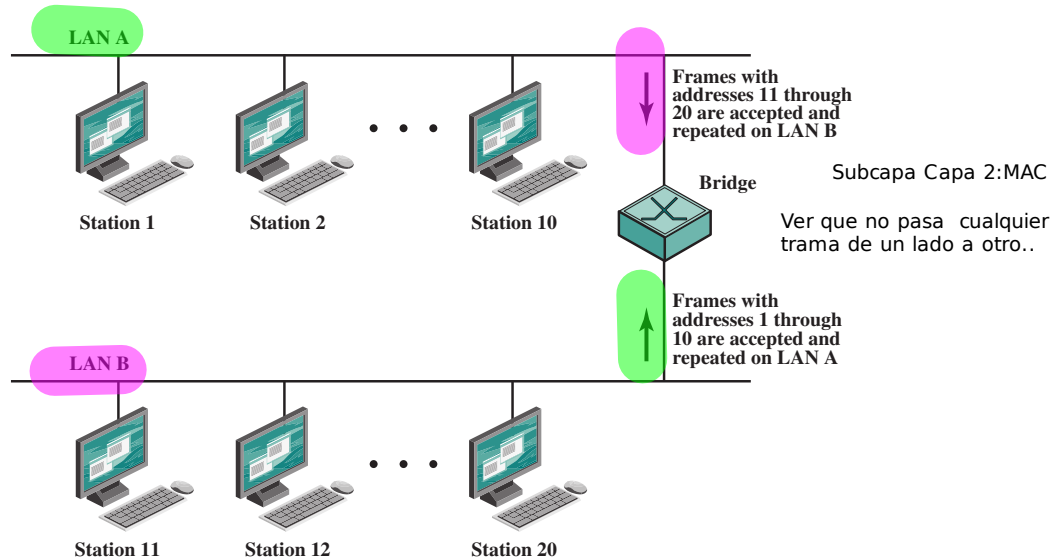 LAN A
Frames with
addresses 11 through
20 are accepted and
repeated on LAN B
Station 1
Station 2
Station 10
Bridge
Subcapa Capa 2:MAC
Ver que no pasa cualquier
trama de un lado a otro..
Frames with
addresses 1 through
10 are accepted and
repeated on LAN A
LAN B
Station 11
Station 12
Station 20